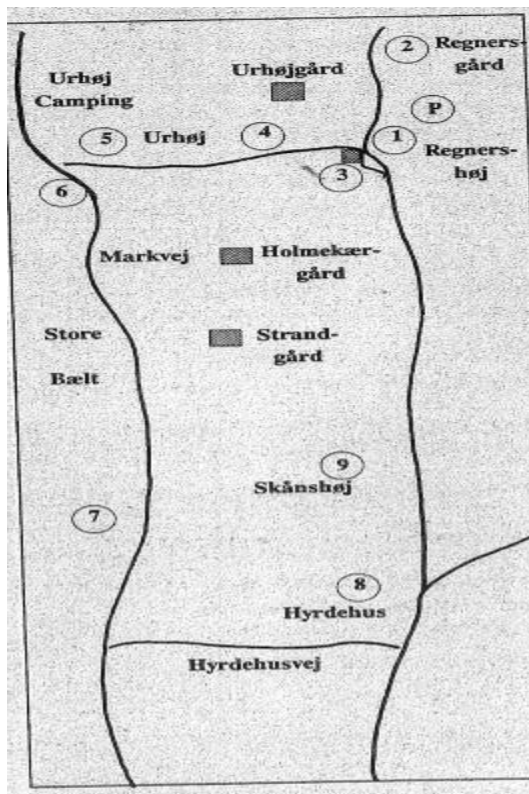 2
Regners-
gård
Urhøjgård
Urhøj
Camping
P
5
Urhøj
4
1
Regners-
høj
3
6
Markvej
Holmekær-
gård
Store
Bælt
Strand-
gård
9
Skånshøj
7
8
Hyrdehus
Hyrdehusvej